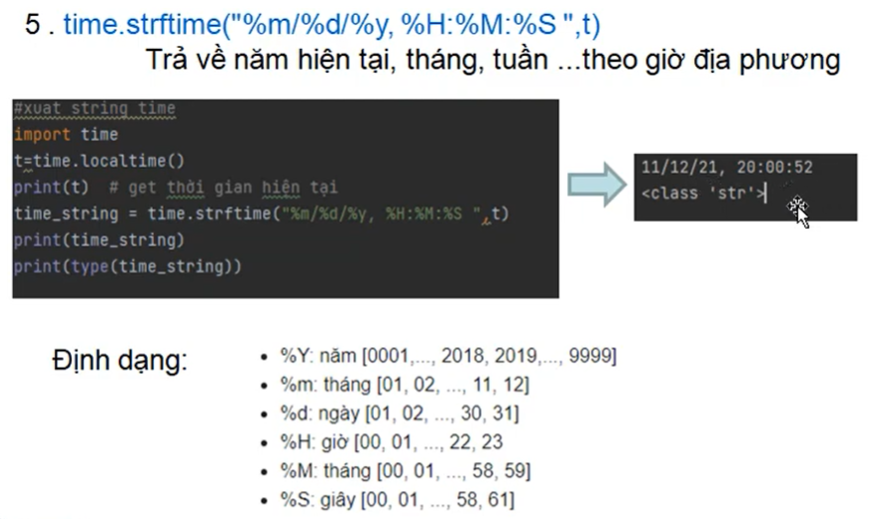 5 . time.strftime("%m/%d/%y, %H:%M:%S ",t)
Trả về năm hiện tại, tháng, tuần ...theo giờ địa phương
#xuat string time
import time
t=time.localtime()
print(t)  # get thời gian hiện tại
time_string = time.strftime("%m/%d/%y, %H:%M:%S ",t)
print(time_string)
print(type(time_string))
11/12/21, 20:00:52
<class 'str'>
Định dạng:
• %Y: năm [0001,..., 2018, 2019,..., 9999]
• %m: tháng [01, 02, ..., 11, 12]
• %d: ngày [01, 02, ..., 30, 31]
• %H: giờ [00, 01, ..., 22, 23
• %M: tháng [00, 01, ..., 58, 59]
• %S: giây [00, 01, ..., 58, 61]